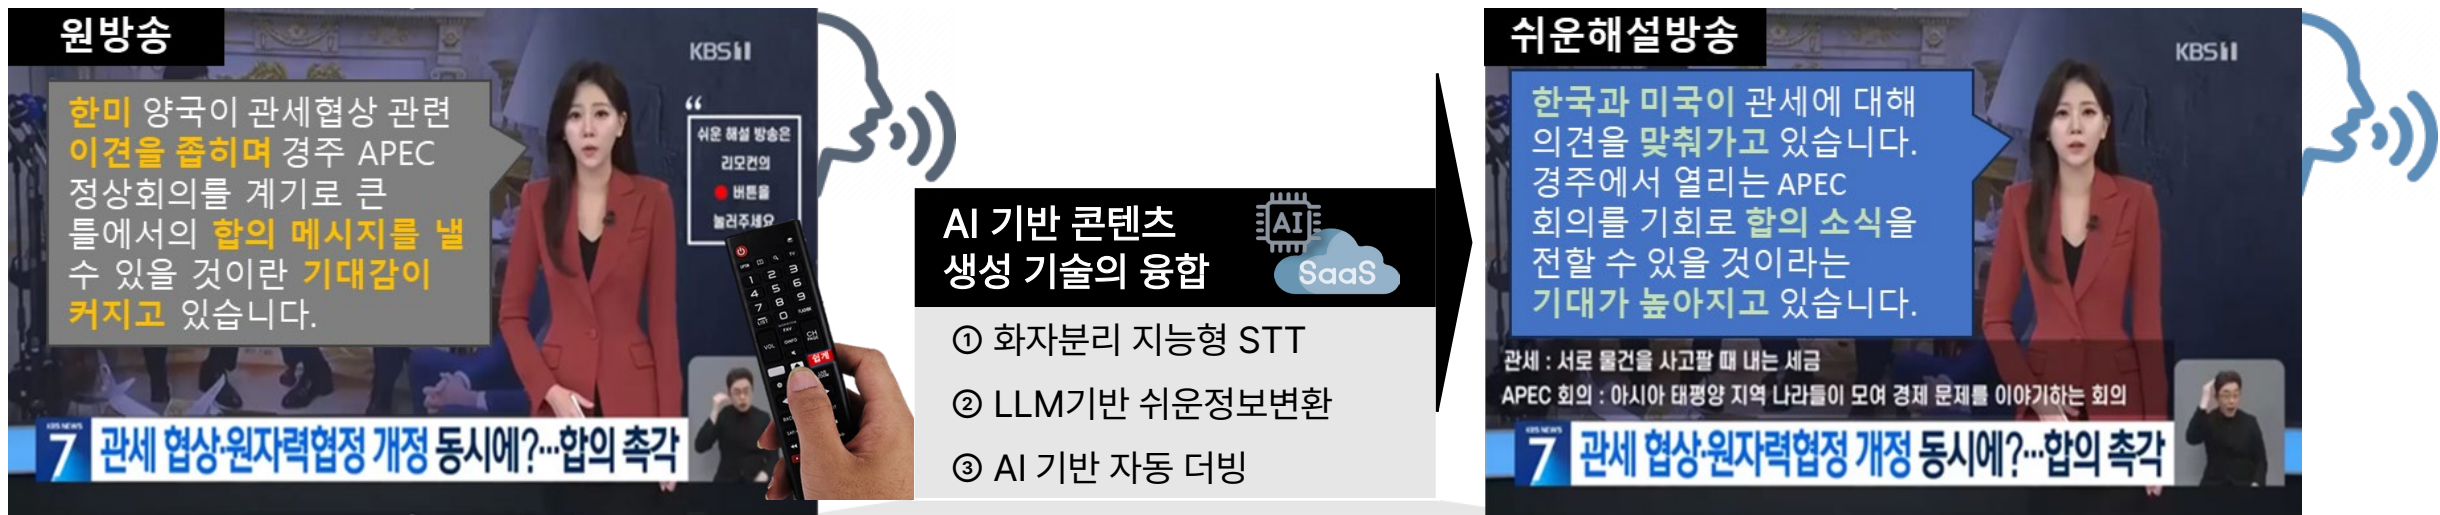 원방송
KBS 1
한미 양국이 관세협상 관련
이견을 좁히며 경주 APEC
정상회의를 계기로 큰
틀에서의 합의 메시지를 낼
수 있을 것이란 기대감이
커지고 있습니다.
“
쉬운 해설 방송은
리모컨의
버튼을
눌러주세요
쉽게
KBS NEWS
7
관세 협상·원자력협정 개정 동시에?…합의 촉각
AI 기반 콘텐츠
생성 기술의 융합
AI
SaaS
① 화자분리 지능형 STT
② LLM기반 쉬운정보변환
③ AI 기반 자동 더빙
쉬운해설방송
KBS 1
한국과 미국이 관세에 대해
의견을 맞춰가고 있습니다.
경주에서 열리는 APEC
회의를 기회로 합의 소식을
전할 수 있을 것이라는
기대가 높아지고 있습니다.
관세 : 서로 물건을 사고팔 때 내는 세금
APEC 회의 : 아시아 태평양 지역 나라들이 모여 경제 문제를 이야기하는 회의
KBS NEWS
7
관세 협상·원자력협정 개정 동시에?…합의 촉각